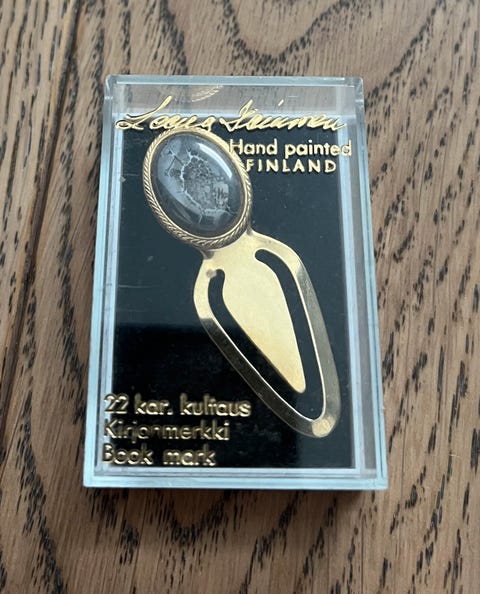 Hand painted
FINLAND
22 kar. kultaus
Kirjanmerkki
Book mark